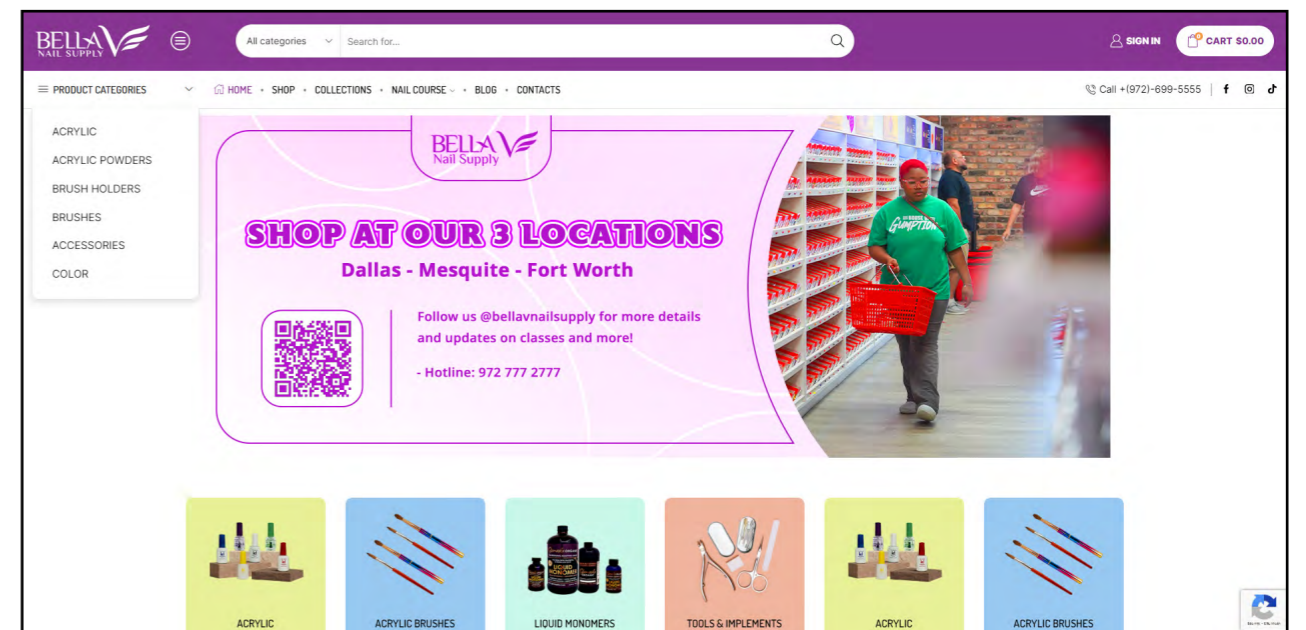 BELLA
NAIL SUPPLY
All categories
Search for...
SIGN IN
0
CART $0.00
PRODUCT CATEGORIES
HOME • SHOP • COLLECTIONS • NAIL COURSE • BLOG • CONTACTS
Call +(972)-699-5555
ACRYLIC
ACRYLIC POWDERS
BRUSH HOLDERS
BRUSHES
ACCESSORIES
COLOR
BELLA
Nail Supply
SHOP AT OUR 3 LOCATIONS
Dallas - Mesquite - Fort Worth
Follow us @bellavnailsupply for more details
and updates on classes and more!
- Hotline: 972 777 2777
GUMPTION
LIQUID
MONOMER
ACRYLIC
ACRYLIC BRUSHES
LIQUID MONOMERS
TOOLS & IMPLEMENTS
ACRYLIC
ACRYLIC BRUSHES